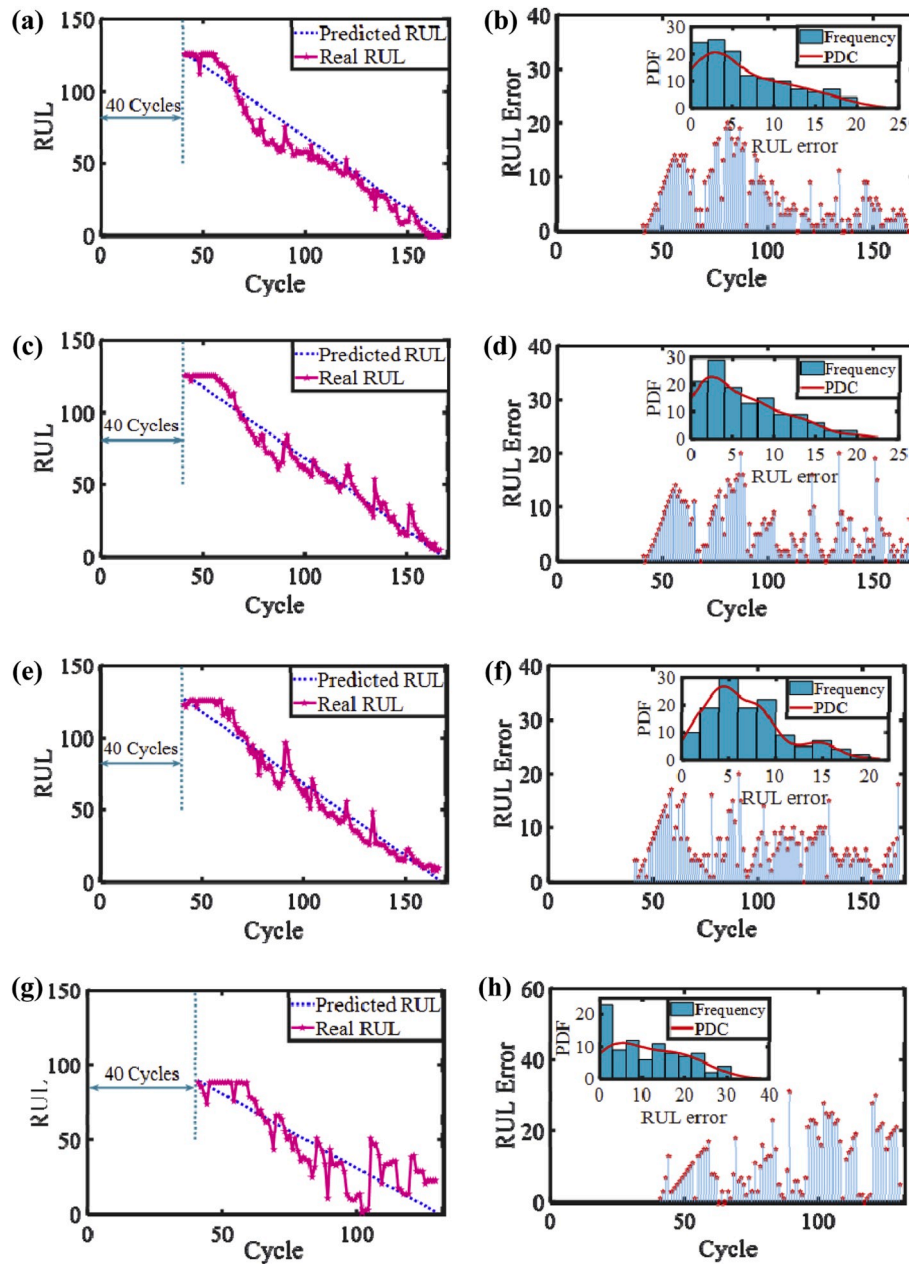 (a)
150
100
50
0
RUL
40 Cycles
Predicted RUL
Real RUL
0 50 100 150
Cycle
(b)
40
30
20
10
0
RUL Error
30
20
10
0
PDF
Frequency
PDC
0 5 10 15 20 25
RUL error
0 50 100 150
Cycle
(c)
150
100
50
0
RUL
40 Cycles
Predicted RUL
Real RUL
0 50 100 150
Cycle
(d)
40
30
20
10
0
RUL Error
30
20
10
0
PDF
Frequency
PDC
0 5 10 15 20 25
RUL error
0 50 100 150
Cycle
(e)
150
100
50
0
RUL
40 Cycles
Predicted RUL
Real RUL
0 50 100 150
Cycle
(f)
40
30
20
10
0
RUL Error
30
20
10
0
PDF
Frequency
PDC
0 5 10 15 20
RUL error
0 50 100 150
Cycle
(g)
150
100
50
0
RUL
40 Cycles
Predicted RUL
Real RUL
0 50 100
Cycle
(h)
60
40
20
0
RUL Error
20
10
0
PDF
Frequency
PDC
0 10 20 30 40
RUL error
50 100
Cycle